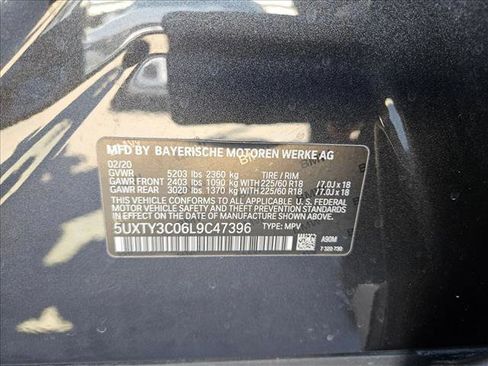 MFD BY BAYERISCHE MOTOREN WERKE AG
02/20
GVWR 5203 lbs 2360 kg TIRE / RIM
GAWR FRONT 2403 lbs 1090 kg WITH 225/60 R18 /7.0J x 18
GAWR REAR 3020 lbs 1370 kg WITH 225/60 R18 /7.0J x 18
THIS VEHICLE CONFORMS TO ALL APPLICABLE U. S. FEDERAL
MOTOR VEHICLE SAFETY, BUMPER, AND THEFT PREVENTION
STANDARDS IN EFFECT ON THE DATE OF MANUFACTURE SHOWN ABOVE.
5UXTY3C06L9C47396 TYPE: MPV A90M